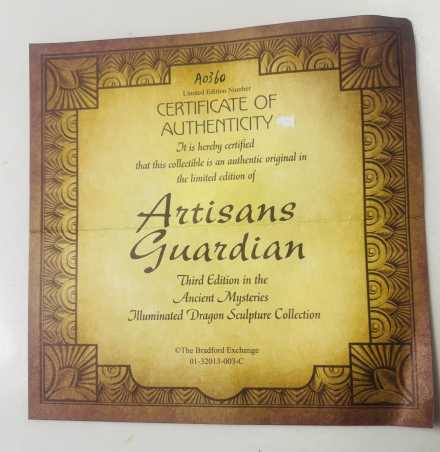 A0360
Limited Edition Number
CERTIFICATE OF
AUTHENTICITY
It is hereby certified
that this collectible is an authentic original in
the limited edition of
Artisans
Guardian
Third Edition in the
Ancient Mysteries
Illuminated Dragon Sculpture Collection
©The Bradford Exchange
01-32013-003-C